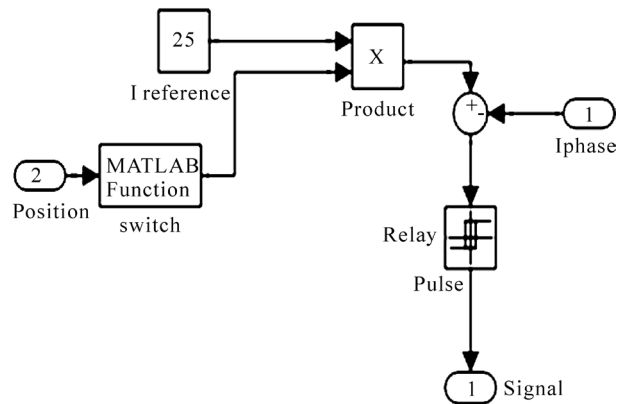 25
I reference
X
Product
+
-
1
Iphase
2
Position
MATLAB
Function
switch
Relay
Pulse
1
Signal